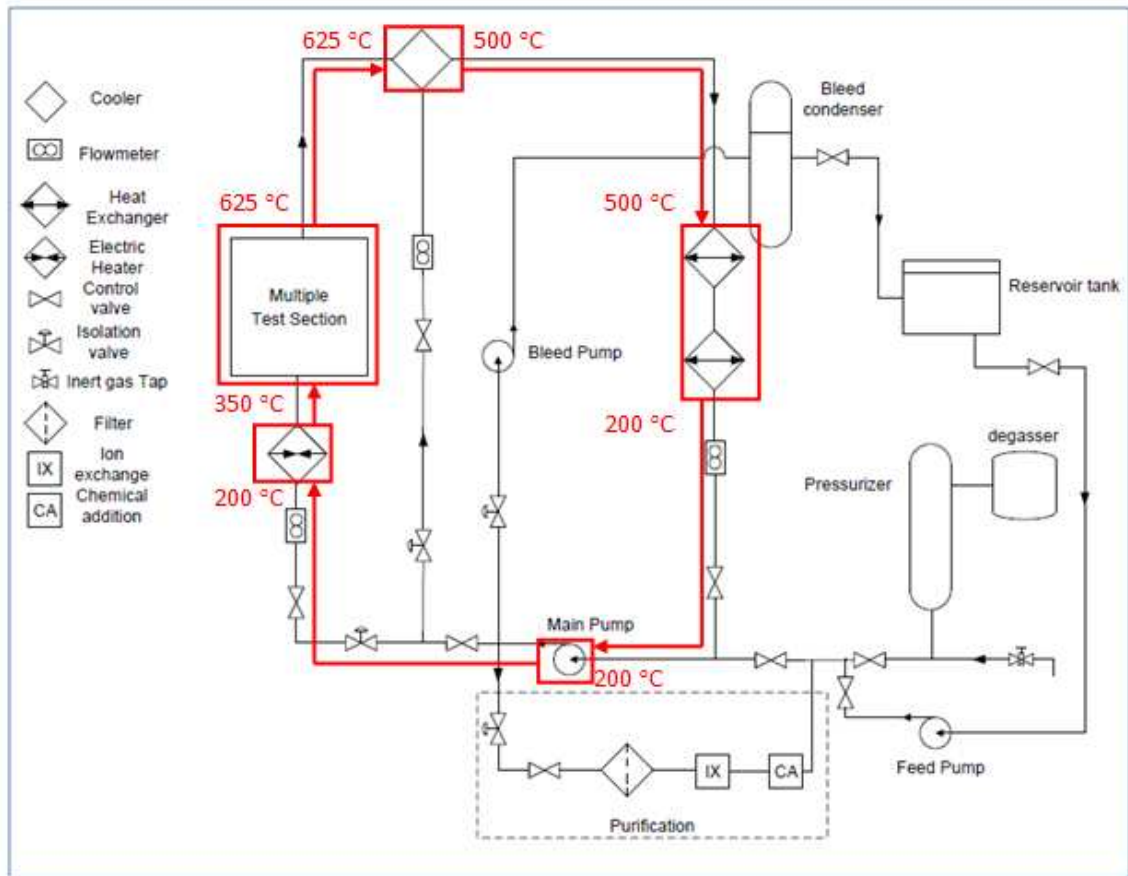 625 °C
500 °C
Cooler
Flowmeter
Heat
Exchanger
Electric
Heater
Control
valve
Isolation
valve
Inert gas Tap
Filter
IX
Ion
exchange
CA
Chemical
addition
625 °C
Multiple
Test Section
350 °C
200 °C
Bleed
condenser
500 °C
Reservoir tank
Bleed Pump
200 °C
degasser
Pressurizer
Main Pump
200 °C
Feed Pump
IX
CA
Purification